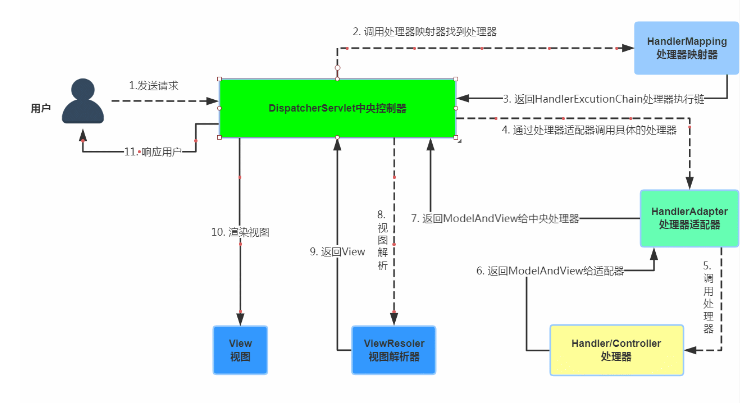 2. 调用处理器映射器找到处理器
HandlerMapping
处理器映射器
1.发送请求
用户
DispatcherServlet中央控制器
3. 返回HandlerExcutionChain处理器执行链
4. 通过处理器适配器调用具体的处理器
11. 响应用户
7. 返回ModelAndView给中央处理器
HandlerAdapter
处理器适配器
10. 渲染视图
9. 返回View
8.
视
图
解
析
6. 返回ModelAndView给适配器
5.
调
用
处
理
器
View
视图
ViewResoler
视图解析器
Handler/Controller
处理器